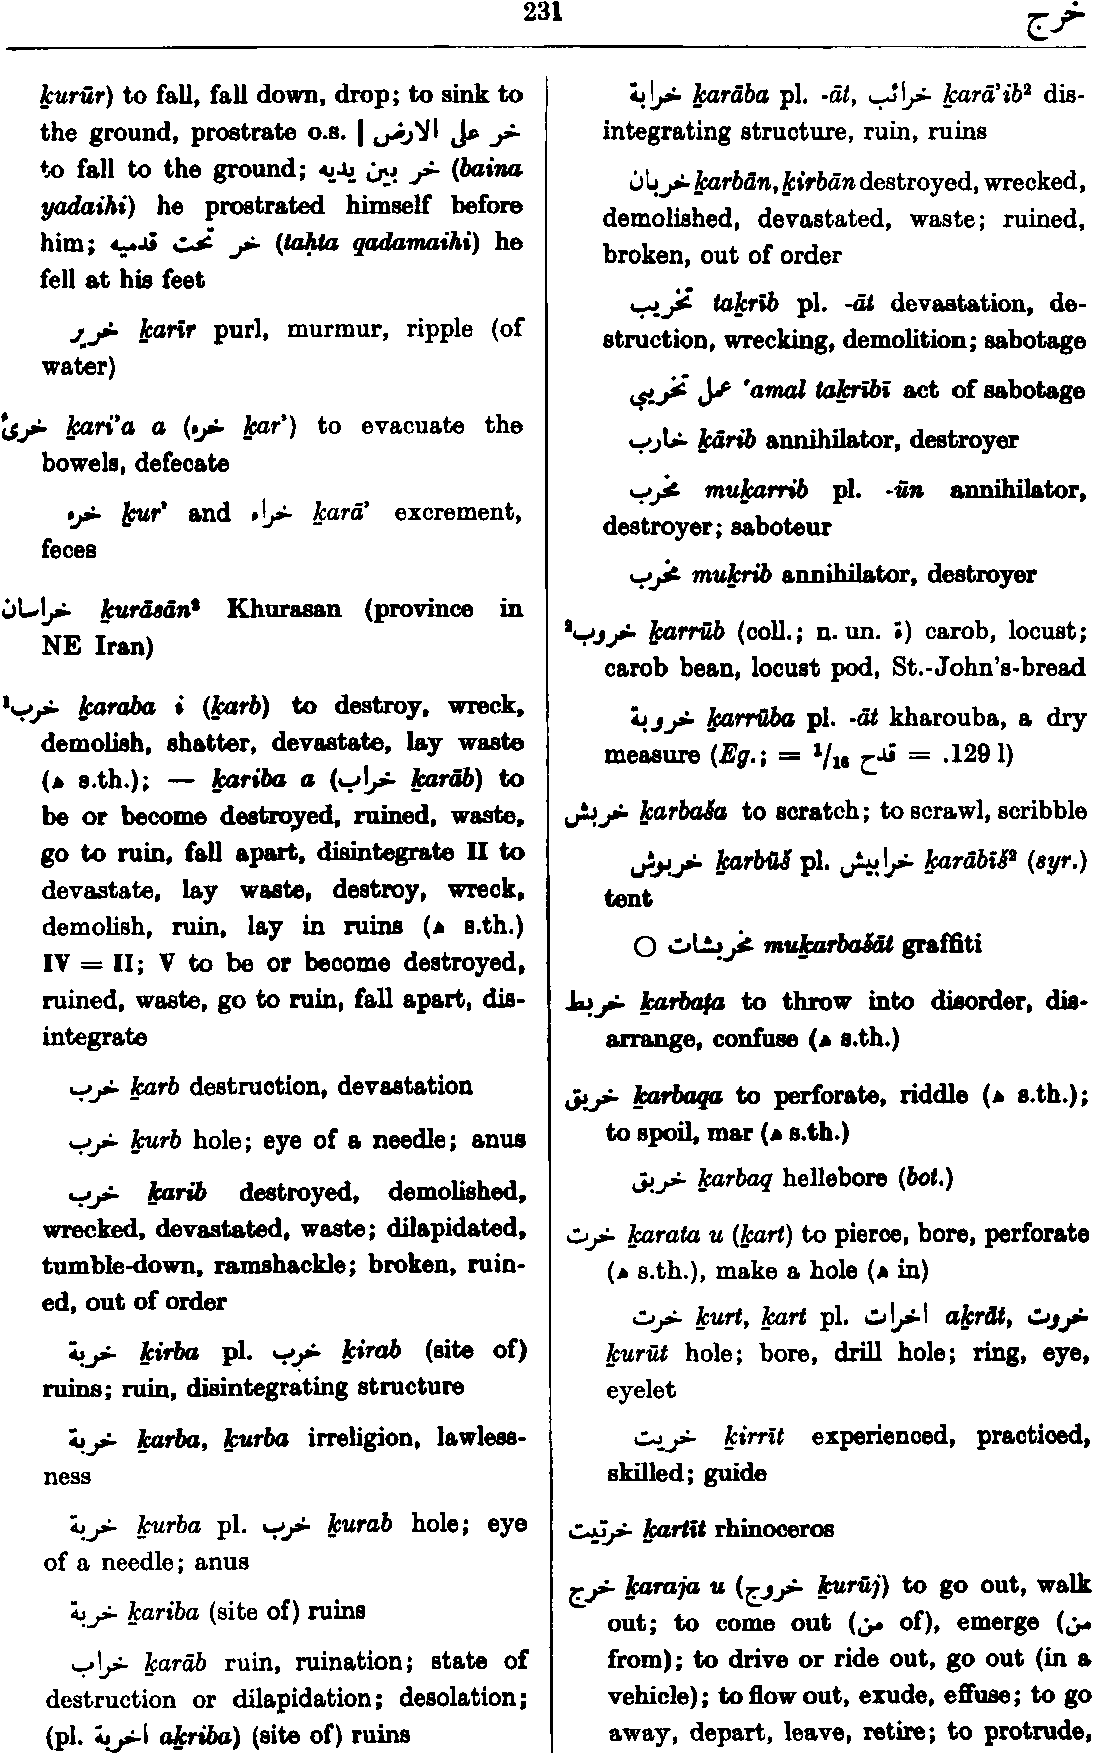 231
خرج
ḵurūr) to fall, fall down, drop; to sink to
the ground, prostrate o.s. | خر على الارض
to fall to the ground; خر بين يديه (baina
yadaihi) he prostrated himself before
him; خر تحت قدميه (taḥta qadamaihi) he
fell at his feet
خرير ḵarīr purl, murmur, ripple (of
water)
خرئ ḵari’a a (خرء ḵar’) to evacuate the
bowels, defecate
خرء ḵur’ and خراء ḵarā’ excrement,
feces
خراسان ḵurāsān² Khurasan (province in
NE Iran)
¹خرب ḵaraba i (ḵarb) to destroy, wreck,
demolish, shatter, devastate, lay waste
(ه s.th.); — ḵariba a (خراب ḵarāb) to
be or become destroyed, ruined, waste,
go to ruin, fall apart, disintegrate II to
devastate, lay waste, destroy, wreck,
demolish, ruin, lay in ruins (ه s.th.)
IV = II; V to be or become destroyed,
ruined, waste, go to ruin, fall apart, dis-
integrate
خرب ḵarb destruction, devastation
خرب ḵurb hole; eye of a needle; anus
خرب ḵarib destroyed, demolished,
wrecked, devastated, waste; dilapidated,
tumble-down, ramshackle; broken, ruin-
ed, out of order
خربة ḵirba pl. خرب ḵirab (site of)
ruins; ruin, disintegrating structure
خربة ḵarba, ḵurba irreligion, lawless-
ness
خربة ḵurba pl. خرب ḵurab hole; eye
of a needle; anus
خربة ḵariba (site of) ruins
خراب ḵarāb ruin, ruination; state of
destruction or dilapidation; desolation;
(pl. اخربة aḵriba) (site of) ruins
خرابة ḵarāba pl. -āt, خرائب ḵarā’ib² dis-
integrating structure, ruin, ruins
خربان ḵarbān, ḵirbān destroyed, wrecked,
demolished, devastated, waste; ruined,
broken, out of order
تخريب taḵrīb pl. -āt devastation, de-
struction, wrecking, demolition; sabotage
عمل تخريبي ‘amal taḵrībī act of sabotage
خارب ḵārib annihilator, destroyer
مخرب muḵarrib pl. -ūn annihilator,
destroyer; saboteur
مخرب muḵrib annihilator, destroyer
²خروب ḵarrūb (coll.; n. un. ة) carob, locust;
carob bean, locust pod, St.-John's-bread
خروبة ḵarrūba pl. -āt kharouba, a dry
measure (Eg.; = ¹/₁₆ قدح = .129 l)
خربش ḵarbaša to scratch; to scrawl, scribble
خربوش ḵarbūš pl. خرابيش ḵarābīš² (syr.)
tent
○ مخربشات muḵarbašāt graffiti
خربط ḵarbaṭa to throw into disorder, dis-
arrange, confuse (ه s.th.)
خربق ḵarbaqa to perforate, riddle (ه s.th.);
to spoil, mar (ه s.th.)
خربق ḵarbaq hellebore (bot.)
خرت ḵarata u (ḵart) to pierce, bore, perforate
(ه s.th.), make a hole (ه in)
خرت ḵurt, ḵart pl. اخرات aḵrāt, خروت
ḵurūt hole; bore, drill hole; ring, eye,
eyelet
خريت ḵirrīt experienced, practiced,
skilled; guide
خرتيت ḵartīt rhinoceros
خرج ḵaraja u (خروج ḵurūj) to go out, walk
out; to come out (من of), emerge (من
from); to drive or ride out, go out (in a
vehicle); to flow out, exude, effuse; to go
away, depart, leave, retire; to protrude,